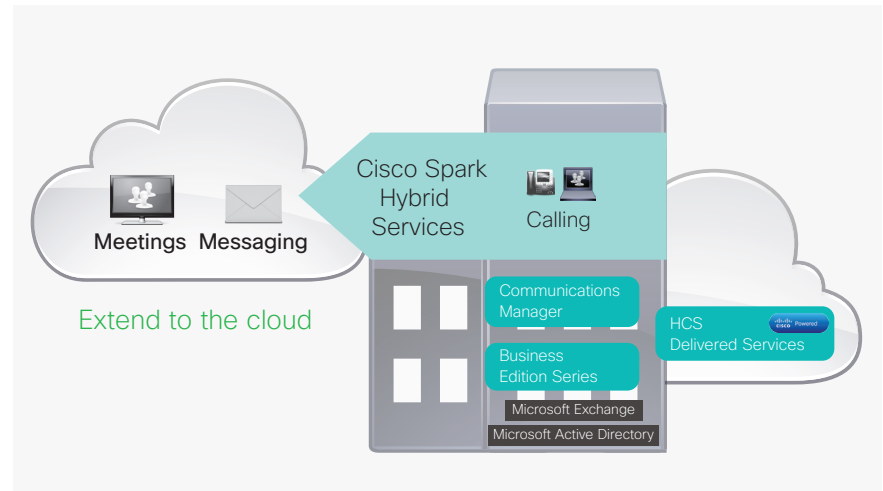 Cisco Spark
Hybrid
Services
Calling
Meetings
Messaging
Extend to the cloud
Communications
Manager
Business
Edition Series
Microsoft Exchange
Microsoft Active Directory
HCS
Delivered Services
CISCO Powered